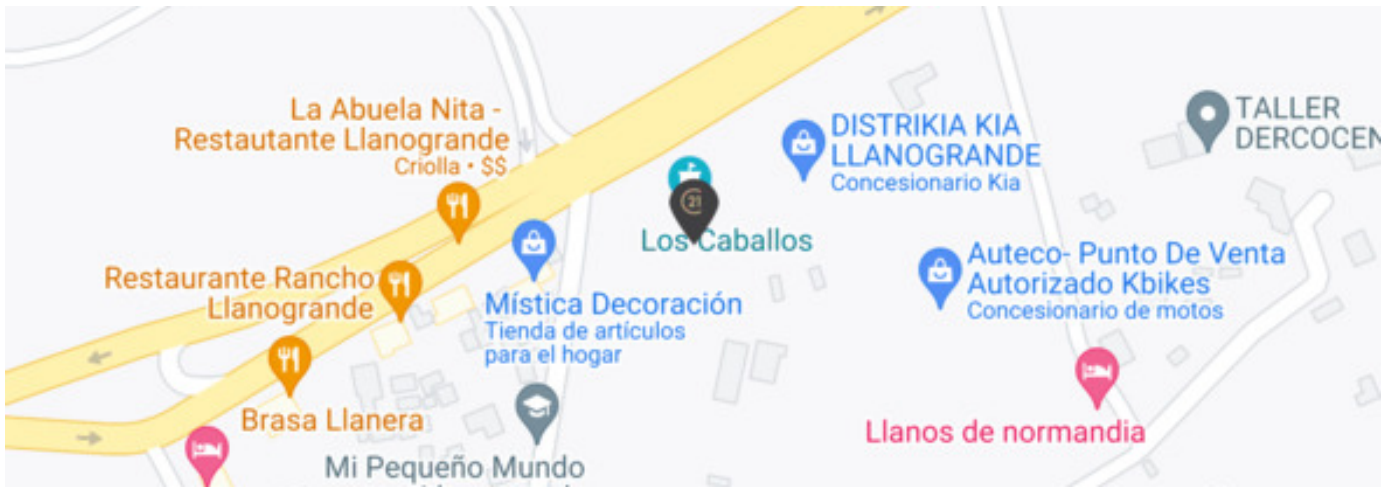 La Abuela Nita -
Restautante Llanogrande
Criolla • $$
DISTRIKIA KIA
LLANOGRANDE
Concesionario Kia
TALLER
DERCOCEN
21
Los Caballos
Restaurante Rancho
Llanogrande
Mística Decoración
Tienda de artículos
para el hogar
Auteco- Punto De Venta
Autorizado Kbikes
Concesionario de motos
Brasa Llanera
Llanos de normandia
Mi Pequeño Mundo